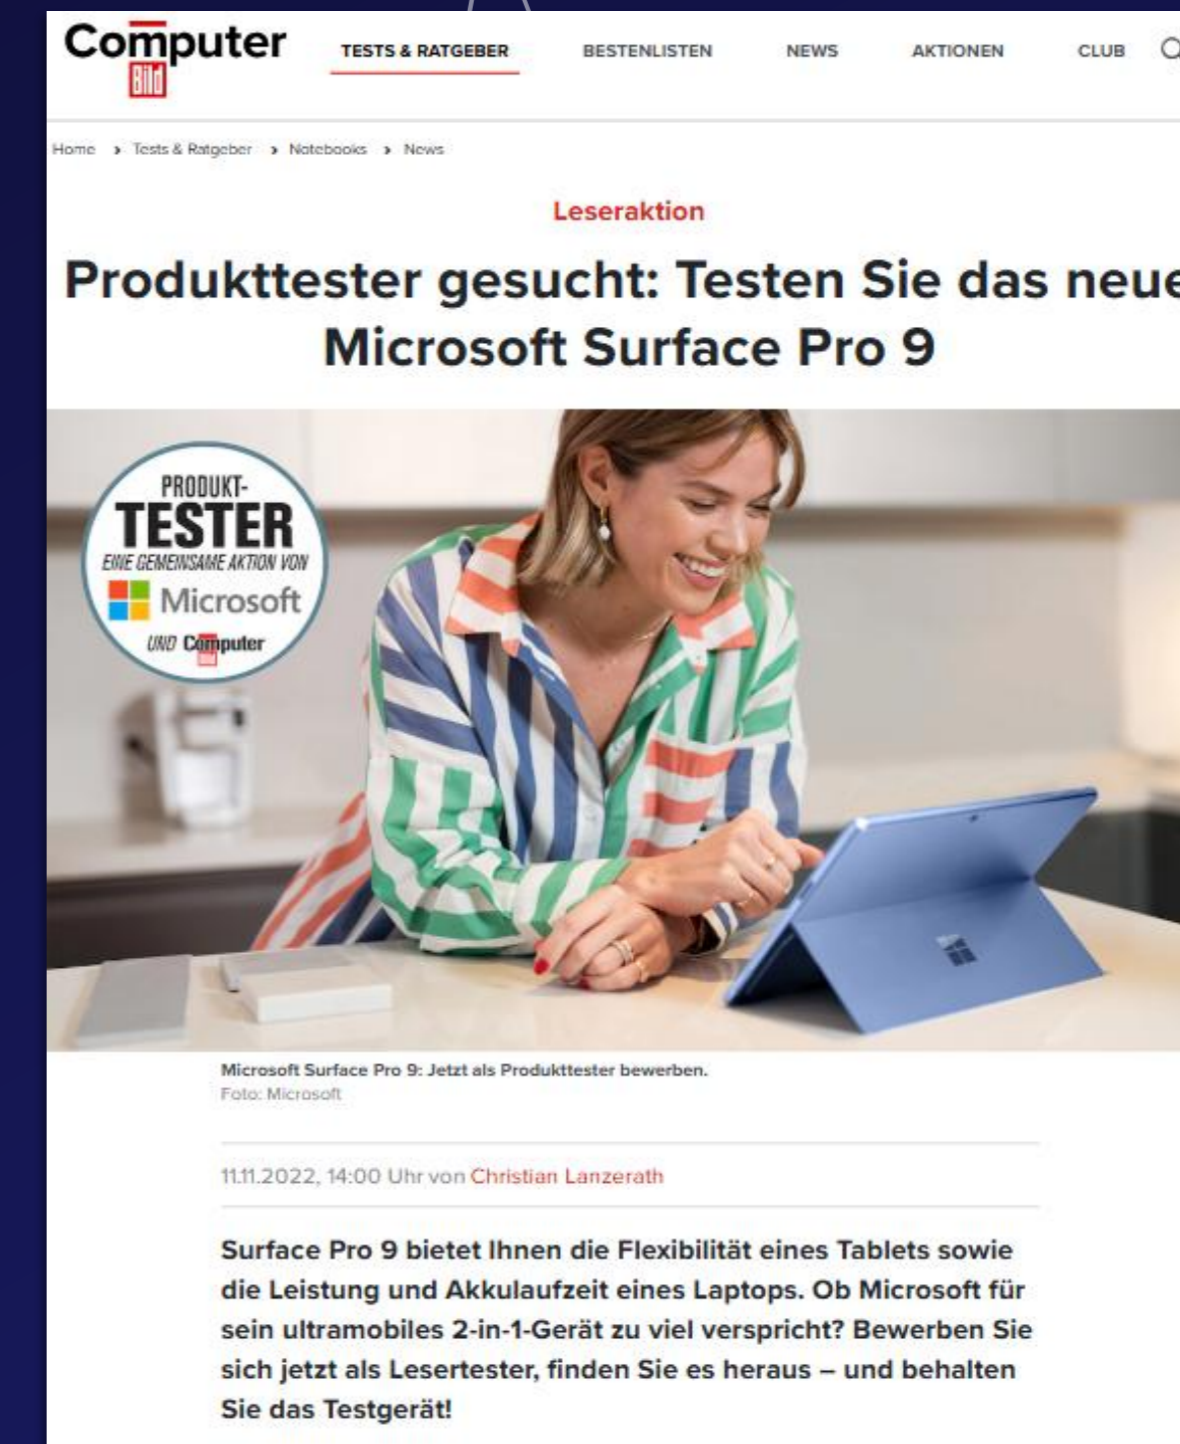 Computer
Bild
TESTS & RATGEBER
BESTENLISTEN
NEWS
AKTIONEN
CLUB
Home > Tests & Ratgeber > Notebooks > News
Leseraktion
Produkttester gesucht: Testen Sie das neue
Microsoft Surface Pro 9
PRODUKT-
TESTER
EINE GEMEINSAME AKTION VON
Microsoft
UND Computer
Bild
Microsoft Surface Pro 9: Jetzt als Produkttester bewerben.
Foto: Microsoft
11.11.2022, 14:00 Uhr von Christian Lanzerath
Surface Pro 9 bietet Ihnen die Flexibilität eines Tablets sowie
die Leistung und Akkulaufzeit eines Laptops. Ob Microsoft für
sein ultramobiles 2-in-1-Gerät zu viel verspricht? Bewerben Sie
sich jetzt als Lesertester, finden Sie es heraus – und behalten
Sie das Testgerät!